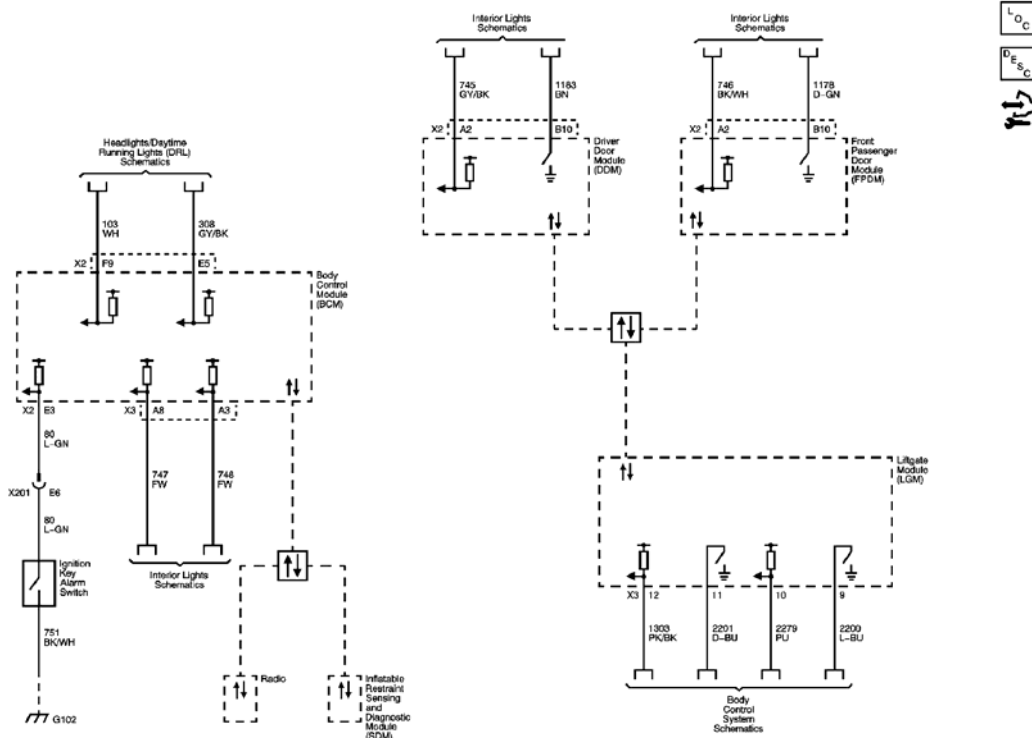 Interior Lights
Schematics
Interior Lights
Schematics
LOC
DESC
745
GY/BK
1183
BN
746
BK/WH
1178
D-GN
X2 A2 B10
X2 A2 B10
Driver
Door
Module
(DDM)
Front
Passenger
Door
Module
(FPDM)
Headlights/Daytime
Running Lights (DRL)
Schematics
103
WH
308
GY/BK
X2 F9 E5
Body
Control
Module
(BCM)
X2 E3
X3 A8 A3
80
L-GN
747
FW
748
FW
X201 E6
80
L-GN
Ignition
Key
Alarm
Switch
Interior Lights
Schematics
751
BK/WH
G102
Radio
Inflatable
Restraint
Sensing
and
Diagnostic
Module
(SDM)
Liftgate
Module
(LGM)
X3 12 11 10 9
1303
PK/BK
2201
D-BU
2279
PU
2200
L-BU
Body
Control
System
Schematics